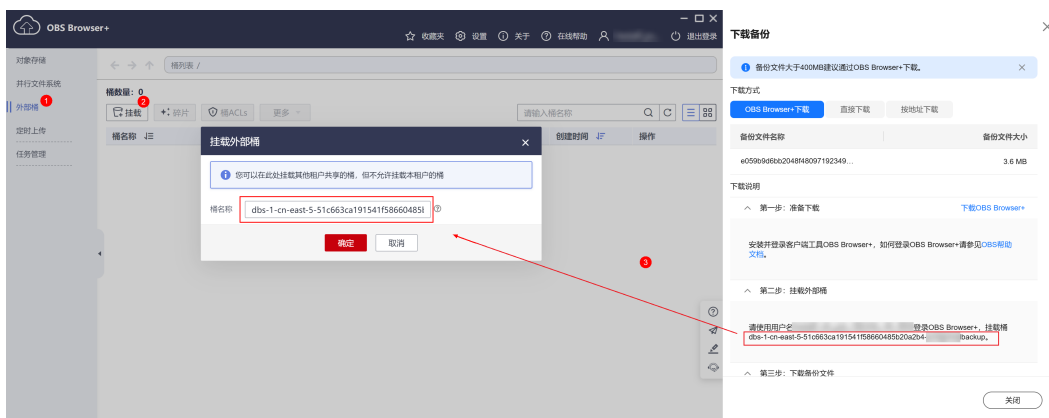 OBS Browser+
收藏夹 设置 关于 在线帮助 退出登录
对象存储
并行文件系统
外部桶
定时上传
任务管理
1
桶列表 /
桶数量: 0
2
挂载 碎片 桶ACLs 更多
请输入桶名称
桶名称 创建时间 操作
挂载外部桶
您可以在此处挂载其他租户共享的桶，但不允许挂载本租户的桶
桶名称 dbs-1-cn-east-5-51c663ca191541f58660485l
确定 取消
3
下载备份
备份文件大于400MB建议通过OBS Browser+下载。
下载方式
OBS Browser+下载 直接下载 按地址下载
备份文件名称 备份文件大小
e059b9d6bb2048f48097192349... 3.6 MB
下载说明
第一步：准备下载 下载OBS Browser+
安装并登录客户端工具OBS Browser+，如何登录OBS Browser+请参见OBS帮助
文档。
第二步：挂载外部桶
请使用用户名 登录OBS Browser+，挂载桶
dbs-1-cn-east-5-51c663ca191541f58660485b20a2b4- backup。
第三步：下载备份文件
关闭